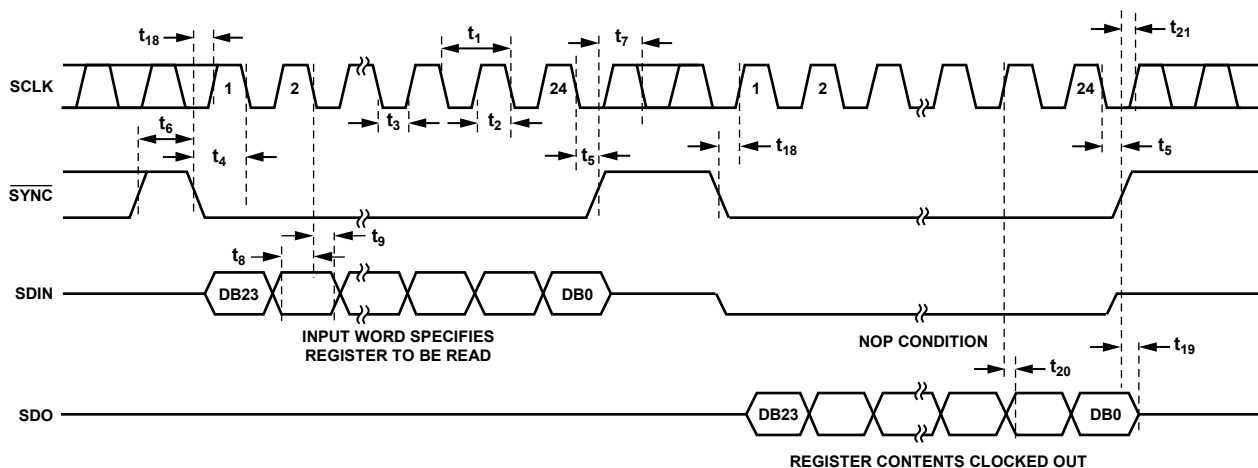 t18
t1
t7
t21
SCLK
1
2
24
1
2
24
t6
t3
t2
t4
t5
t18
t5
SYNC
t9
t8
SDIN
DB23
DB0
INPUT WORD SPECIFIES
REGISTER TO BE READ
NOP CONDITION
t19
t20
SDO
DB23
DB0
REGISTER CONTENTS CLOCKED OUT